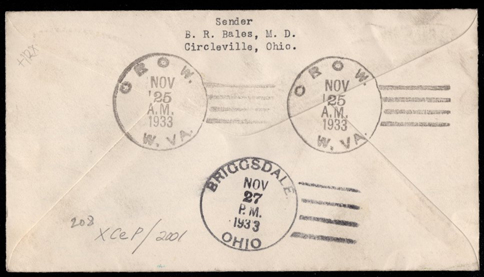 Sender
B. R. Bales, M. D.
Circleville, Ohio.
CROW.
NOV
25
A.M.
1933
W. VA.
CROW.
NOV
25
A.M.
1933
W. VA.
BRIGGSDALE
NOV
27
P.M.
1933
OHIO
208
XCeP/2001